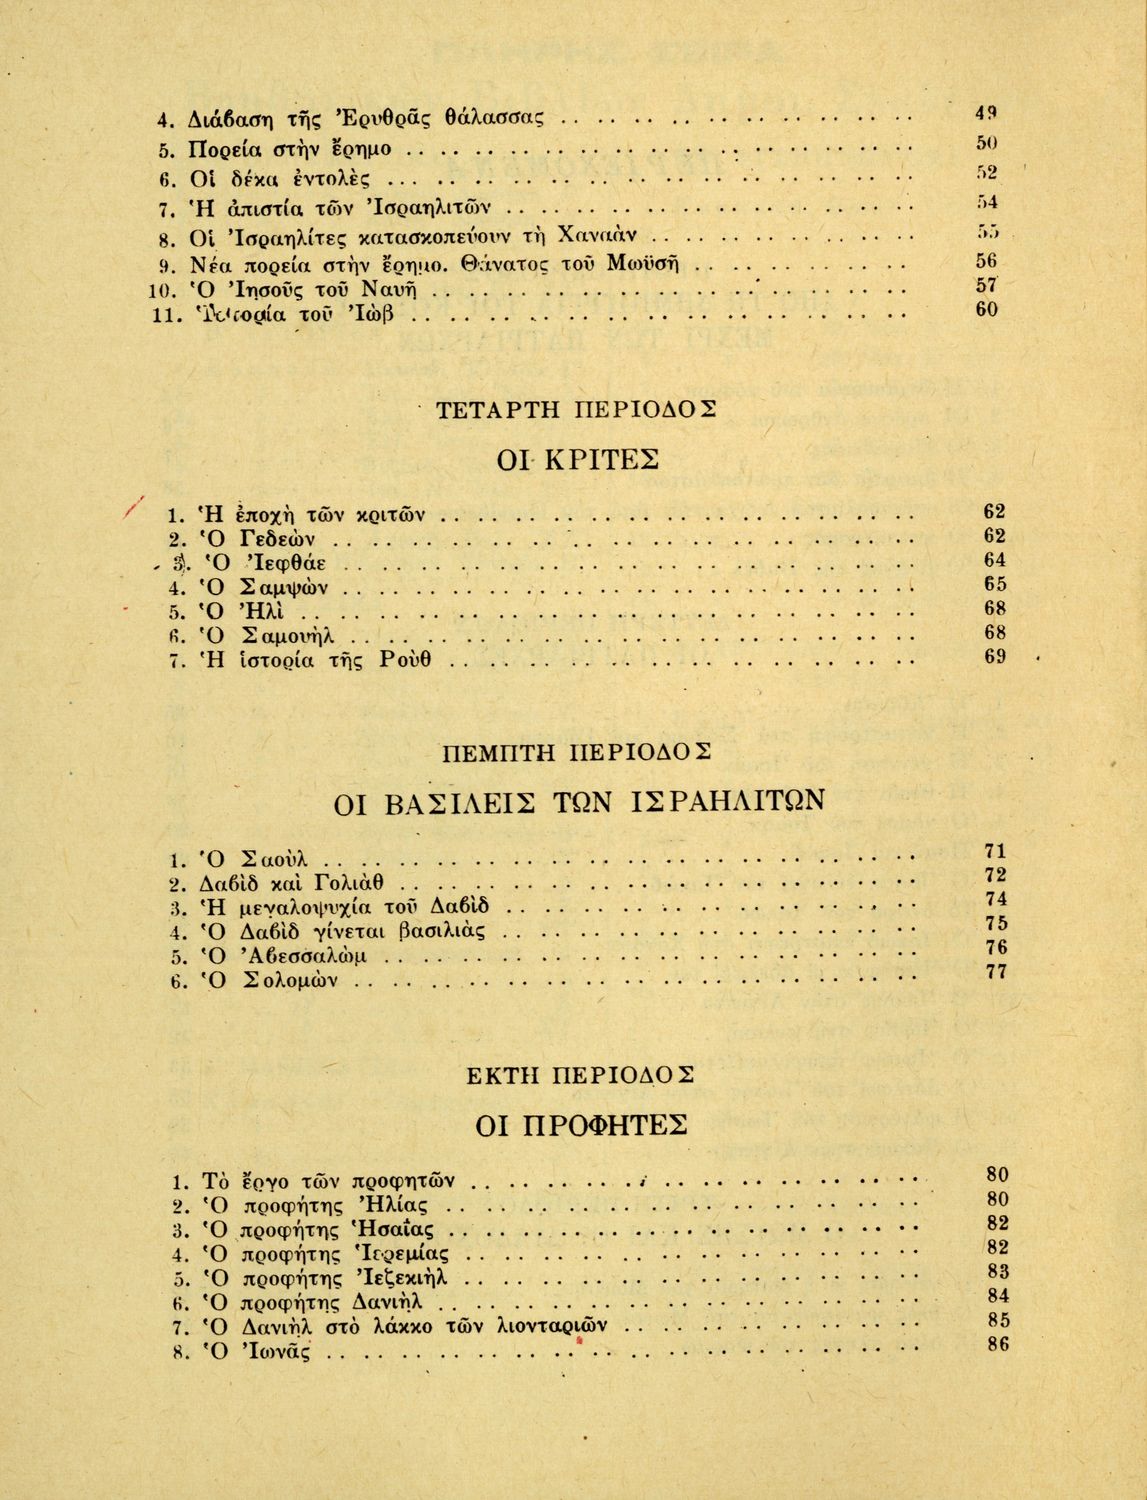 4. Διάβαση τῆς Ἐρυθρᾶς θάλασσας . . . . . . . . . . . . . . . . . . 49
5. Πορεία στὴν ἔρημο . . . . . . . . . . . . . . . . . . . . . . . . . . 50
6. Οἱ δέκα ἐντολὲς . . . . . . . . . . . . . . . . . . . . . . . . . . . 52
7. Ἡ ἀπιστία τῶν Ἰσραηλιτῶν . . . . . . . . . . . . . . . . . . . . . 54
8. Οἱ Ἰσραηλίτες κατασκοπεύουν τὴ Χαναὰν . . . . . . . . . . . . . . 55
9. Νέα πορεία στὴν ἔρημο. Θάνατος τοῦ Μωϋσῆ . . . . . . . . . . . . 56
10. Ὁ Ἰησοῦς τοῦ Ναυῆ . . . . . . . . . . . . . . . . . . . . . . . . . 57
11. Ἱστορία τοῦ Ἰὼβ . . . . . . . . . . . . . . . . . . . . . . . . . . 60
ΤΕΤΑΡΤΗ ΠΕΡΙΟΔΟΣ
ΟΙ ΚΡΙΤΕΣ
1. Ἡ ἐποχὴ τῶν κριτῶν . . . . . . . . . . . . . . . . . . . . . . . . 62
2. Ὁ Γεδεὼν . . . . . . . . . . . . . . . . . . . . . . . . . . . . . . 62
3. Ὁ Ἰεφθάε . . . . . . . . . . . . . . . . . . . . . . . . . . . . . . 64
4. Ὁ Σαμψὼν . . . . . . . . . . . . . . . . . . . . . . . . . . . . . . 65
5. Ὁ Ἠλὶ . . . . . . . . . . . . . . . . . . . . . . . . . . . . . . . . 68
6. Ὁ Σαμουὴλ . . . . . . . . . . . . . . . . . . . . . . . . . . . . . 68
7. Ἡ ἱστορία τῆς Ροὺθ . . . . . . . . . . . . . . . . . . . . . . . . 69
ΠΕΜΠΤΗ ΠΕΡΙΟΔΟΣ
ΟΙ ΒΑΣΙΛΕΙΣ ΤΩΝ ΙΣΡΑΗΛΙΤΩΝ
1. Ὁ Σαοὺλ . . . . . . . . . . . . . . . . . . . . . . . . . . . . . . . 71
2. Δαβὶδ καὶ Γολιὰθ . . . . . . . . . . . . . . . . . . . . . . . . . . 72
3. Ἡ μεγαλοψυχία τοῦ Δαβὶδ . . . . . . . . . . . . . . . . . . . . . 74
4. Ὁ Δαβὶδ γίνεται βασιλιὰς . . . . . . . . . . . . . . . . . . . . . 75
5. Ὁ Ἀβεσσαλὼμ . . . . . . . . . . . . . . . . . . . . . . . . . . . . 76
6. Ὁ Σολομὼν . . . . . . . . . . . . . . . . . . . . . . . . . . . . . 77
ΕΚΤΗ ΠΕΡΙΟΔΟΣ
ΟΙ ΠΡΟΦΗΤΕΣ
1. Τὸ ἔργο τῶν προφητῶν . . . . . . . . . . . . . . . . . . . . . . . 80
2. Ὁ προφήτης Ἠλίας . . . . . . . . . . . . . . . . . . . . . . . . . 80
3. Ὁ προφήτης Ἡσαΐας . . . . . . . . . . . . . . . . . . . . . . . . 82
4. Ὁ προφήτης Ἱερεμίας . . . . . . . . . . . . . . . . . . . . . . . 82
5. Ὁ προφήτης Ἰεζεκιὴλ . . . . . . . . . . . . . . . . . . . . . . . 83
6. Ὁ προφήτης Δανιὴλ . . . . . . . . . . . . . . . . . . . . . . . . 84
7. Ὁ Δανιὴλ στὸ λάκκο τῶν λιονταριῶν . . . . . . . . . . . . . . . . 85
8. Ὁ Ἰωνᾶς . . . . . . . . . . . . . . . . . . . . . . . . . . . . . . 86